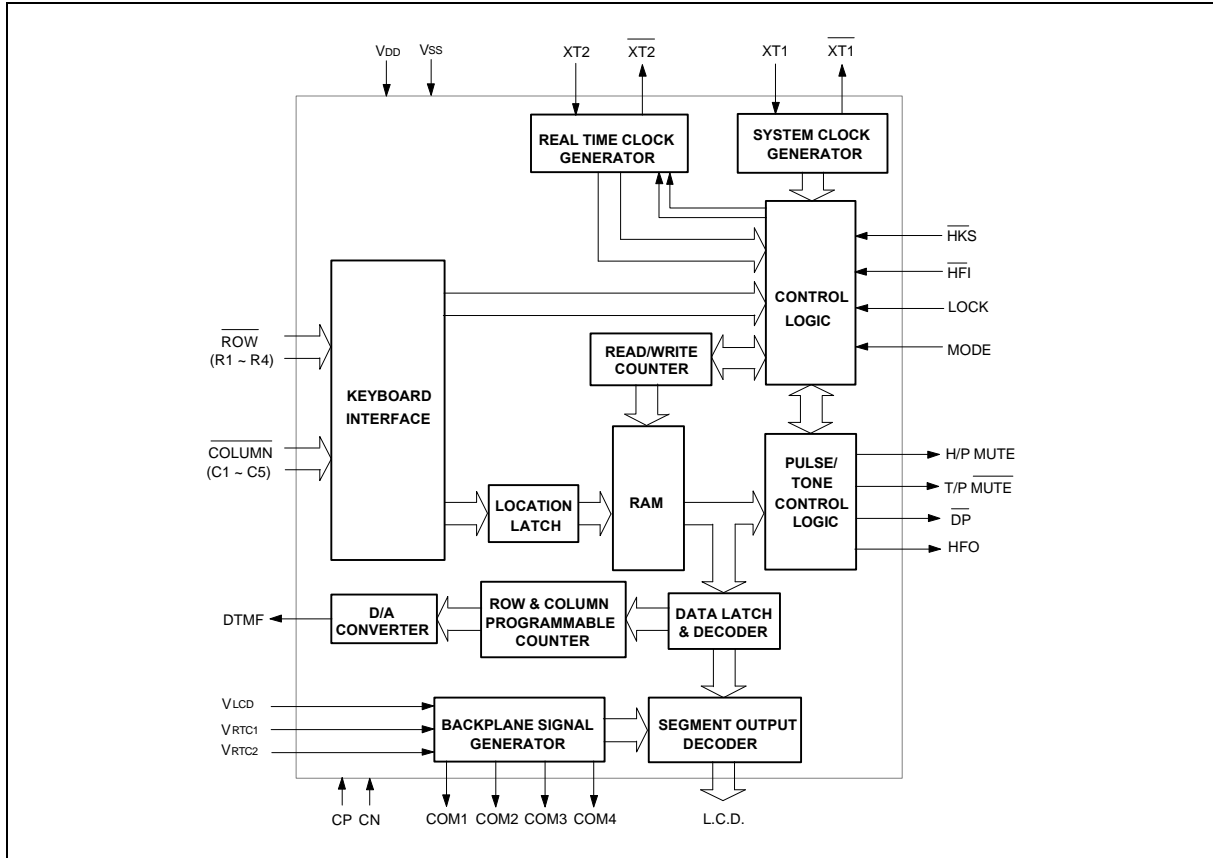 VDD
VSS
XT2
XT2
XT1
XT1
REAL TIME CLOCK
GENERATOR
SYSTEM CLOCK
GENERATOR
HKS
HFI
LOCK
MODE
CONTROL
LOGIC
ROW
(R1 ~ R4)
COLUMN
(C1 ~ C5)
KEYBOARD
INTERFACE
READ/WRITE
COUNTER
LOCATION
LATCH
RAM
PULSE/
TONE
CONTROL
LOGIC
H/P MUTE
T/P MUTE
DP
HFO
DTMF
D/A
CONVERTER
ROW & COLUMN
PROGRAMMABLE
COUNTER
DATA LATCH
& DECODER
VLCD
VRTC1
VRTC2
BACKPLANE SIGNAL
GENERATOR
SEGMENT OUTPUT
DECODER
CP CN
COM1 COM2 COM3 COM4
L.C.D.